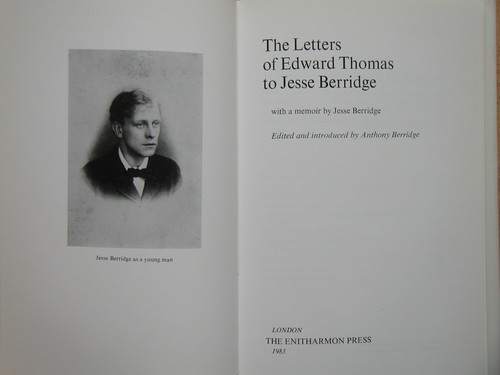 Jesse Berridge as a young man
The Letters
of Edward Thomas
to Jesse Berridge
with a memoir by Jesse Berridge
Edited and introduced by Anthony Berridge
LONDON
THE ENITHARMON PRESS
1983